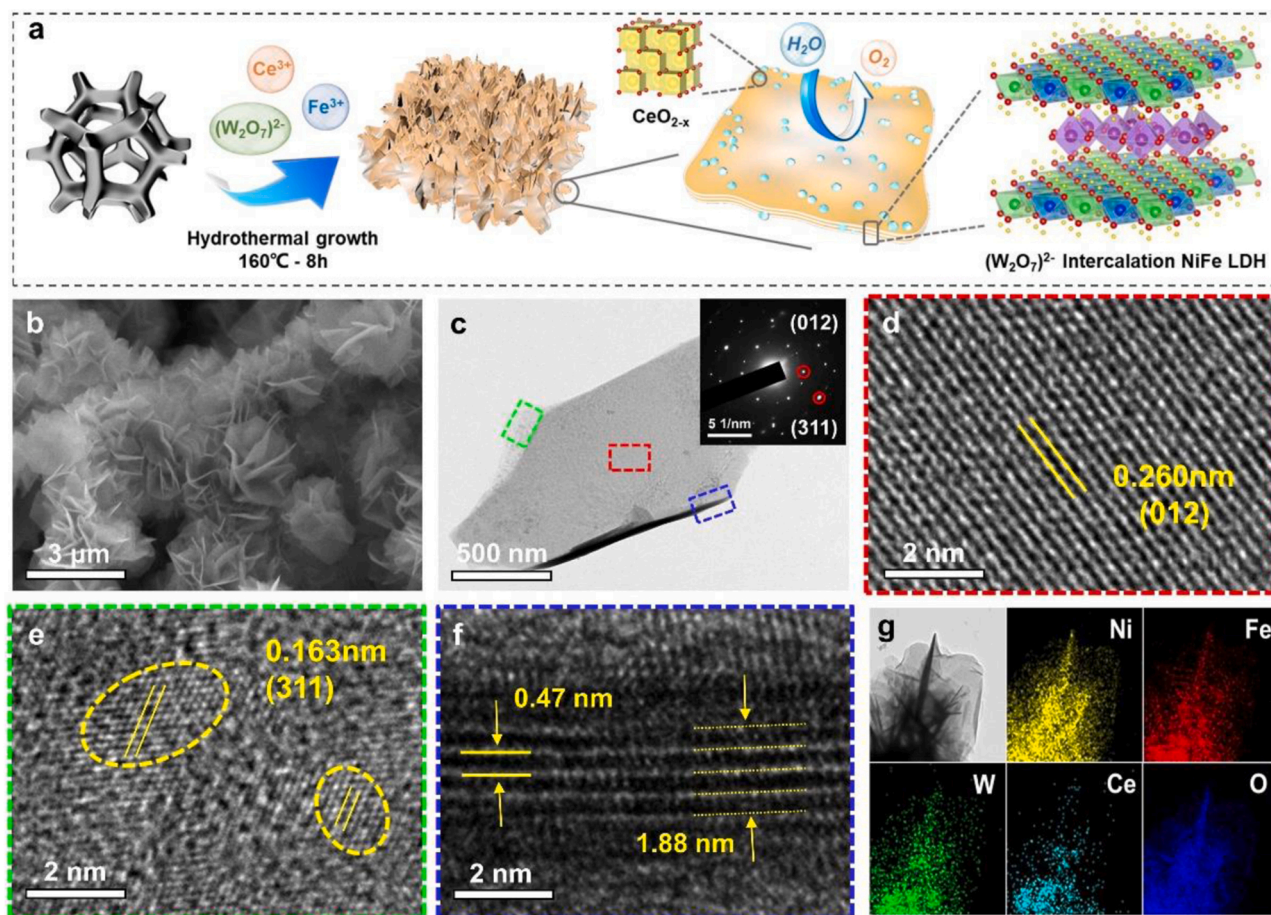 a
Ce³⁺
Fe³⁺
(W₂O₇)²⁻
Hydrothermal growth
160℃ - 8h
CeO₂₋ₓ
H₂O
O₂
(W₂O₇)²⁻ Intercalation NiFe LDH
b
3 μm
c
(012)
(311)
5 1/nm
500 nm
d
0.260nm
(012)
2 nm
e
0.163nm
(311)
2 nm
f
0.47 nm
1.88 nm
2 nm
g
Ni
Fe
W
Ce
O